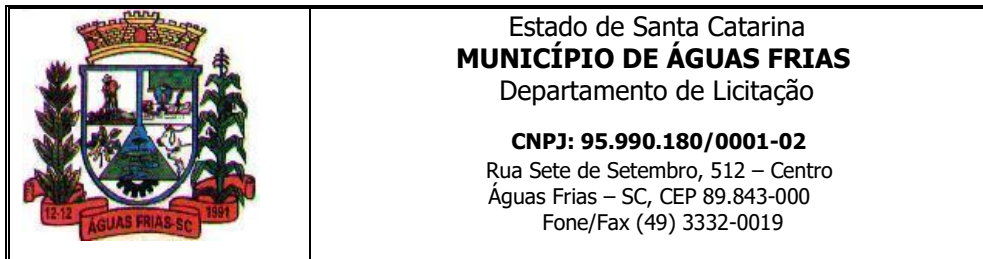 Estado de Santa Catarina
MUNICÍPIO DE ÁGUAS FRIAS
Departamento de Licitação
CNPJ: 95.990.180/0001-02
Rua Sete de Setembro, 512 – Centro
Águas Frias – SC, CEP 89.843-000
Fone/Fax (49) 3332-0019
12-12
ÁGUAS FRIAS-SC
1991